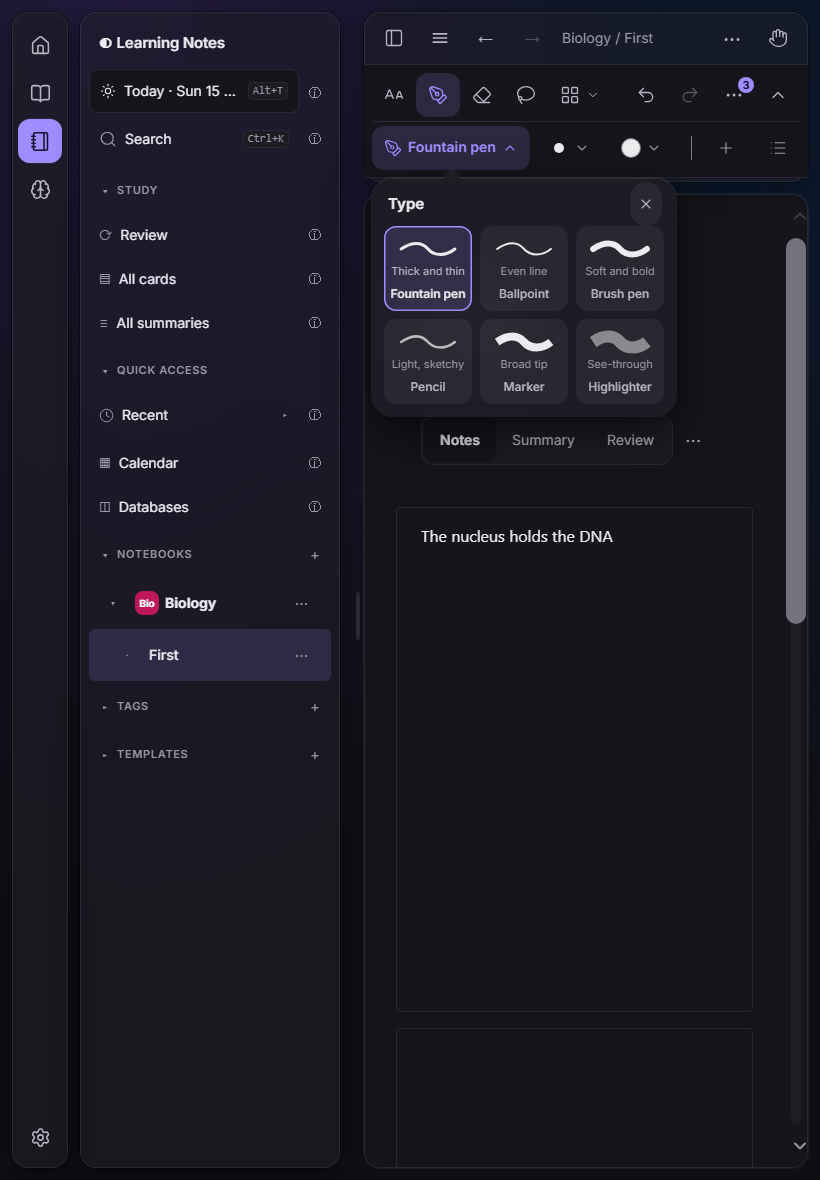 Learning Notes
Today · Sun 15 ... Alt+T
Search Ctrl+K
STUDY
Review
All cards
All summaries
QUICK ACCESS
Recent
Calendar
Databases
NOTEBOOKS
Bio Biology
First
TAGS
TEMPLATES
Biology / First
AA
3
Fountain pen
Type
Thick and thin
Fountain pen
Even line
Ballpoint
Soft and bold
Brush pen
Light, sketchy
Pencil
Broad tip
Marker
See-through
Highlighter
Notes Summary Review
The nucleus holds the DNA